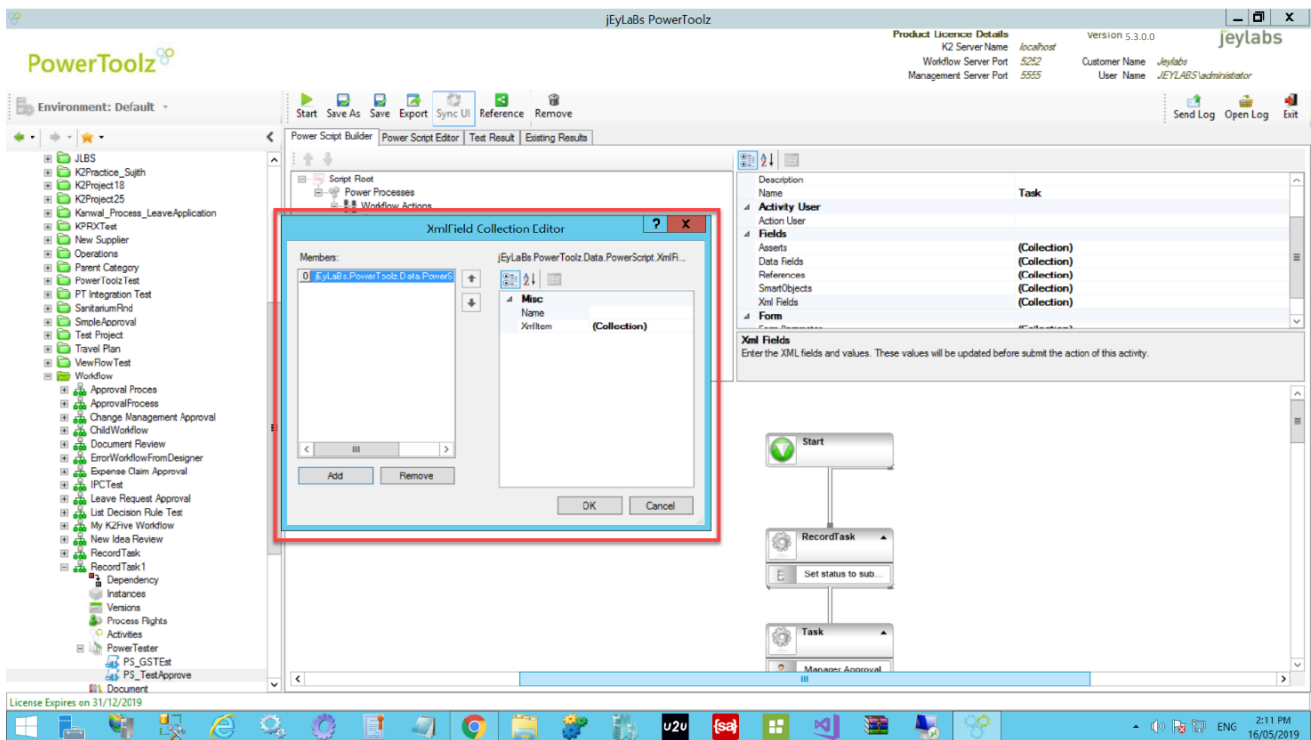 jEyLaBs PowerToolz
PowerToolz
Product Licence Details
K2 Server Name localhost
Workflow Server Port 5252
Management Server Port 5555
Version 5.3.0.0
Customer Name Jeylabs
User Name JEYLABS\administrator
jeylabs
Environment: Default
Start Save As Save Export Sync UI Reference Remove
Send Log Open Log Exit
Power Script Builder Power Script Editor Test Result Existing Results
JLBS
K2Practice_Sujith
K2Project18
K2Project25
Kanwal_Process_LeaveApplication
KPRXTest
New Supplier
Operations
Parent Category
PowerToolzTest
PT Integration Test
SanitariumRnd
SimpleApproval
Test Project
Travel Plan
ViewFlowTest
Workflow
Approval Proces
ApprovalProcess
Change Management Approval
ChildWorkflow
Document Review
ErrorWorkflowFromDesigner
Expense Claim Approval
IPCTest
Leave Request Approval
List Decision Rule Test
My K2Five Workflow
New Idea Review
RecordTask
RecordTask1
Dependency
Instances
Versions
Process Rights
Activities
PowerTester
PS_GSTEst
PS_TestApprove
Document
Script Root
Power Processes
Workflow Actions
XmlField Collection Editor
? X
Members:
0 jEyLaBs.PowerToolz.Data.PowerS
Add Remove
jEyLaBs.PowerToolz.Data.PowerScript.XmlFi...
Misc
Name
XmlItem (Collection)
OK Cancel
Description
Name Task
Activity User
Action User
Fields
Asserts (Collection)
Data Fields (Collection)
References (Collection)
SmartObjects (Collection)
Xml Fields (Collection)
Form
Form Parameter (Collection)
Xml Fields
Enter the XML fields and values. These values will be updated before submit the action of this activity.
Start
RecordTask
Set status to sub...
Task
Manager Approval
License Expires on 31/12/2019
u2u
{sa}
ENG
2:11 PM
16/05/2019